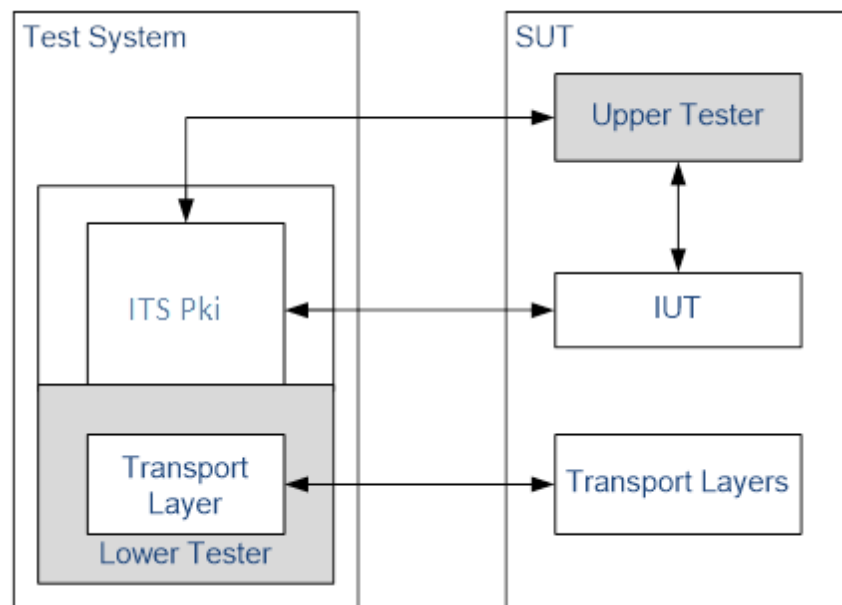 Test System
SUT
Upper Tester
ITS Pki
IUT
Transport
Layer
Transport Layers
Lower Tester